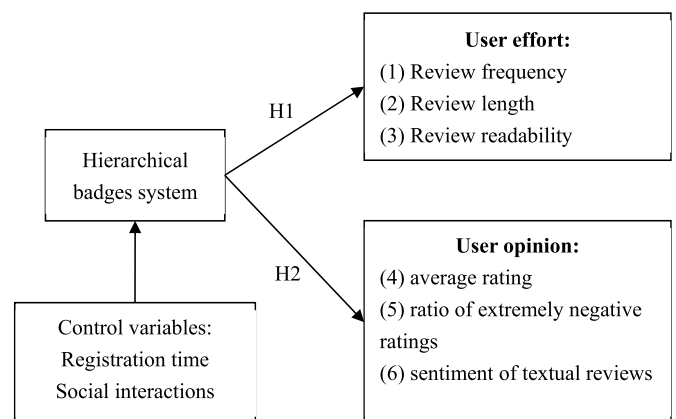 User effort:
(1) Review frequency
(2) Review length
(3) Review readability
H1
Hierarchical
badges system
H2
User opinion:
(4) average rating
(5) ratio of extremely negative
ratings
(6) sentiment of textual reviews
Control variables:
Registration time
Social interactions